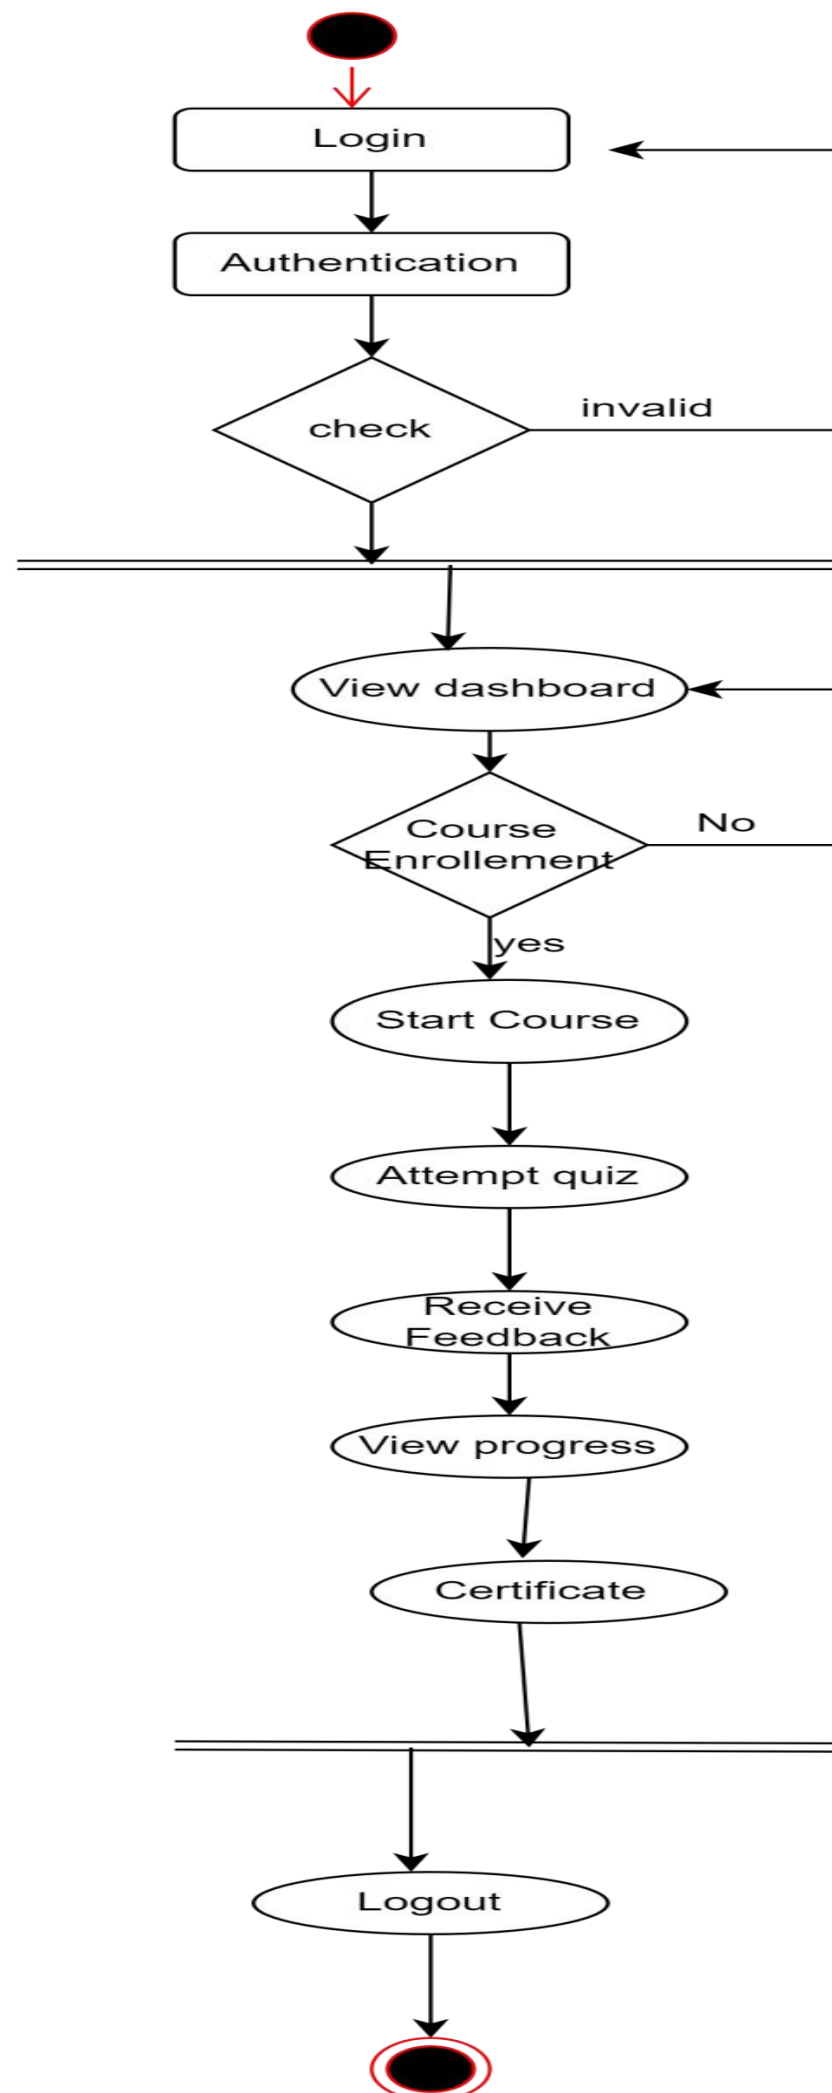 Login
Authentication
check
invalid
View dashboard
Course
Enrollement
No
yes
Start Course
Attempt quiz
Receive
Feedback
View progress
Certificate
Logout